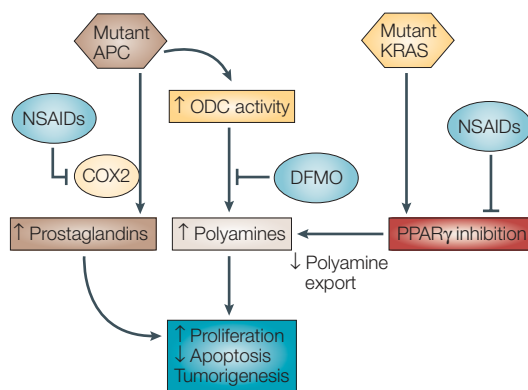 Mutant
APC
Mutant
KRAS
↑ ODC activity
NSAIDs
NSAIDs
COX2
DFMO
↑ Prostaglandins
↑ Polyamines
PPARγ inhibition
↓ Polyamine
export
↑ Proliferation
↓ Apoptosis
Tumorigenesis